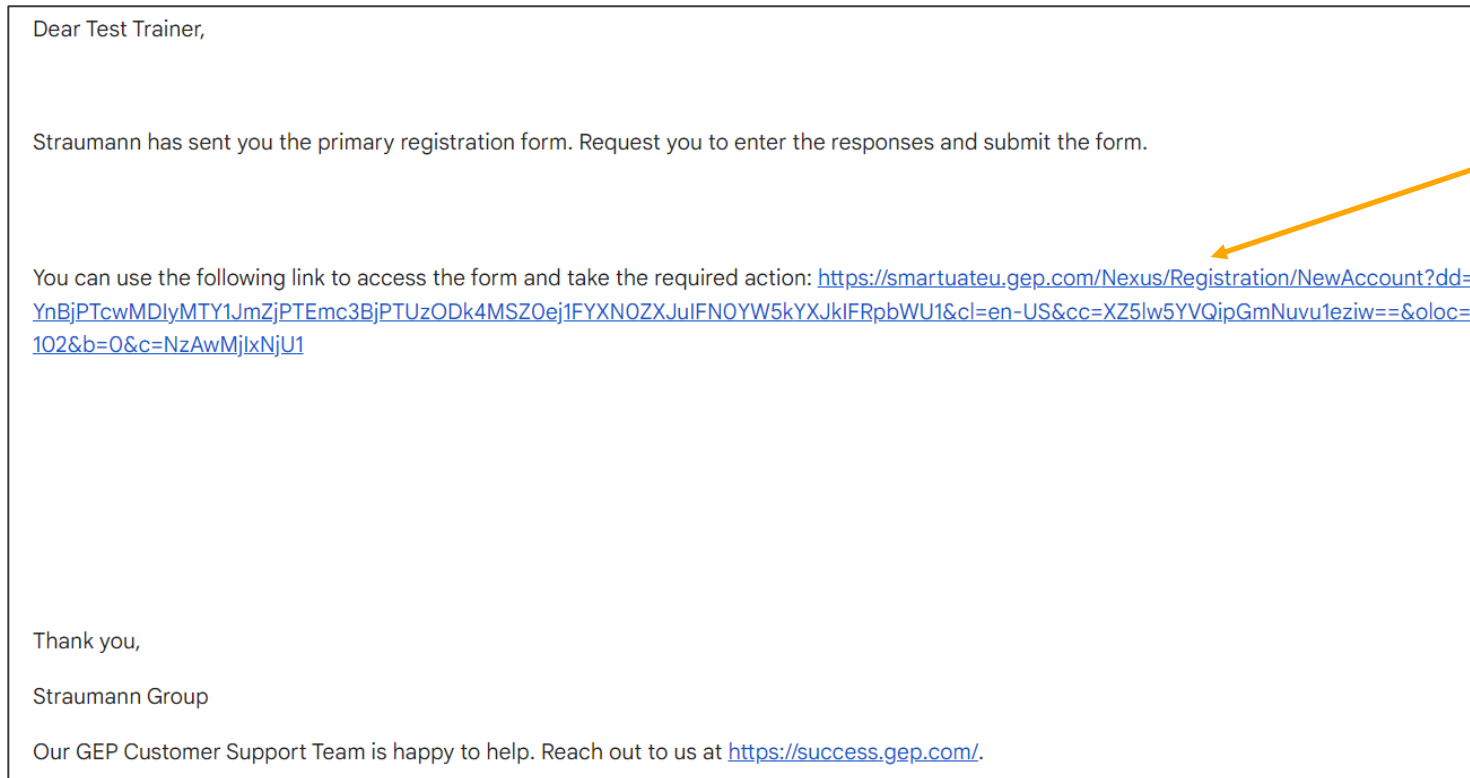 Dear Test Trainer,
Straumann has sent you the primary registration form. Request you to enter the responses and submit the form.
You can use the following link to access the form and take the required action: https://smartuateu.gep.com/Nexus/Registration/NewAccount?dd=
YnBjPTcwMDIyMTY1JmZjPTEmc3BjPTUzODk4MSZ0ej1FYXN0ZXJuIFN0YW5kYXJkIFRpbWU1&cl=en-US&cc=XZ5lw5YVQipGmNuvu1eziw==&oloc=
102&b=0&c=NzAwMjIxNjU1
Thank you,
Straumann Group
Our GEP Customer Support Team is happy to help. Reach out to us at https://success.gep.com/.